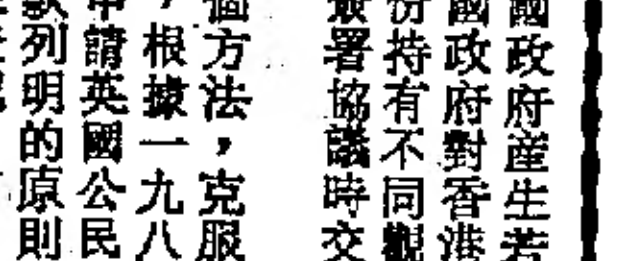 國政府產生若
國政府對香港
份持有不同觀
簽署協議時交
個方法，克服
，根據一九八
申請英國公民
款列明的原則